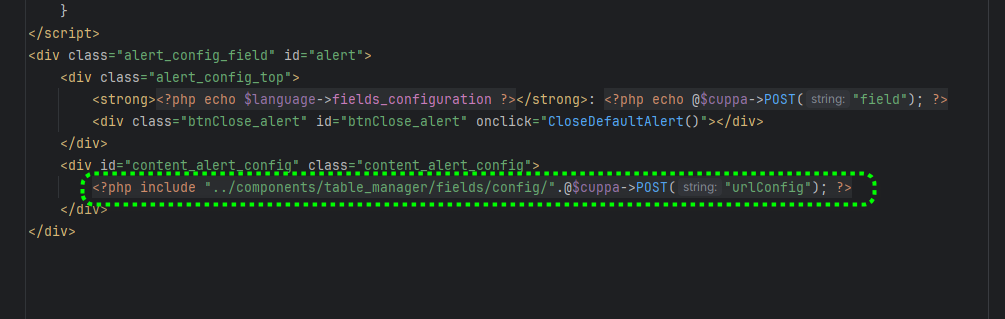 }
</script>
<div class="alert_config_field" id="alert">
<div class="alert_config_top">
<strong><?php echo $language->fields_configuration ?></strong>: <?php echo @$cuppa->POST( string: "field"); ?>
<div class="btnClose_alert" id="btnClose_alert" onclick="CloseDefaultAlert()"></div>
</div>
<div id="content_alert_config" class="content_alert_config">
<?php include "../components/table_manager/fields/config/".@$cuppa->POST( string: "urlConfig"); ?>
</div>
</div>